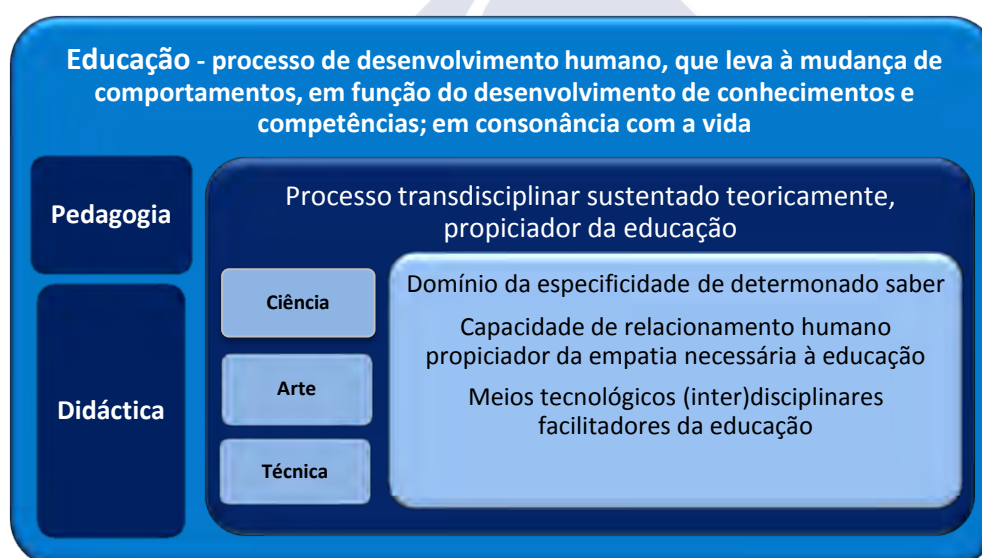 Educação - processo de desenvolvimento humano, que leva à mudança de
comportamentos, em função do desenvolvimento de conhecimentos e
competências; em consonância com a vida
Pedagogia
Processo transdisciplinar sustentado teoricamente,
propiciador da educação
Didáctica
Ciência
Domínio da especificidade de determonado saber
Arte
Capacidade de relacionamento humano
propiciador da empatia necessária à educação
Técnica
Meios tecnológicos (inter)disciplinares
facilitadores da educação